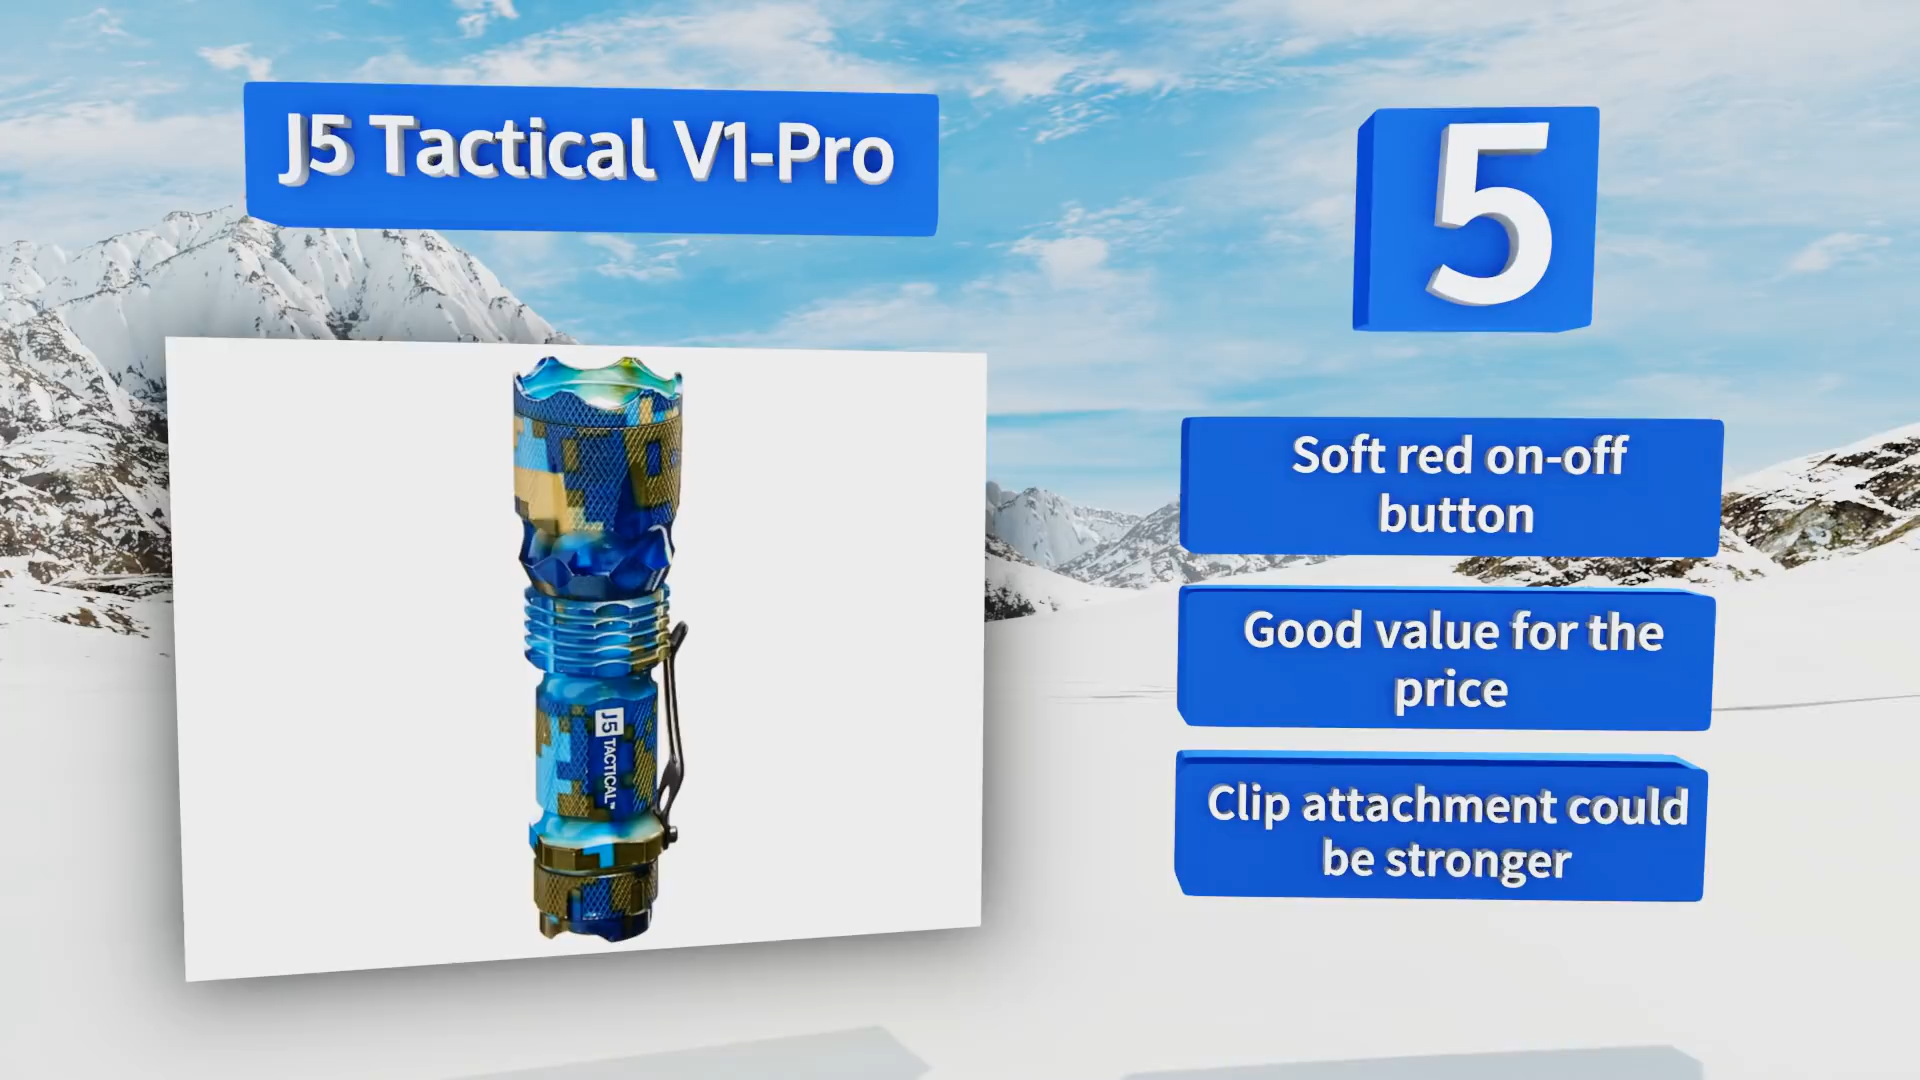 J5 Tactical V1-Pro
5
Soft red on-off
button
Good value for the
price
Clip attachment could
be stronger
J5 TACTICAL™